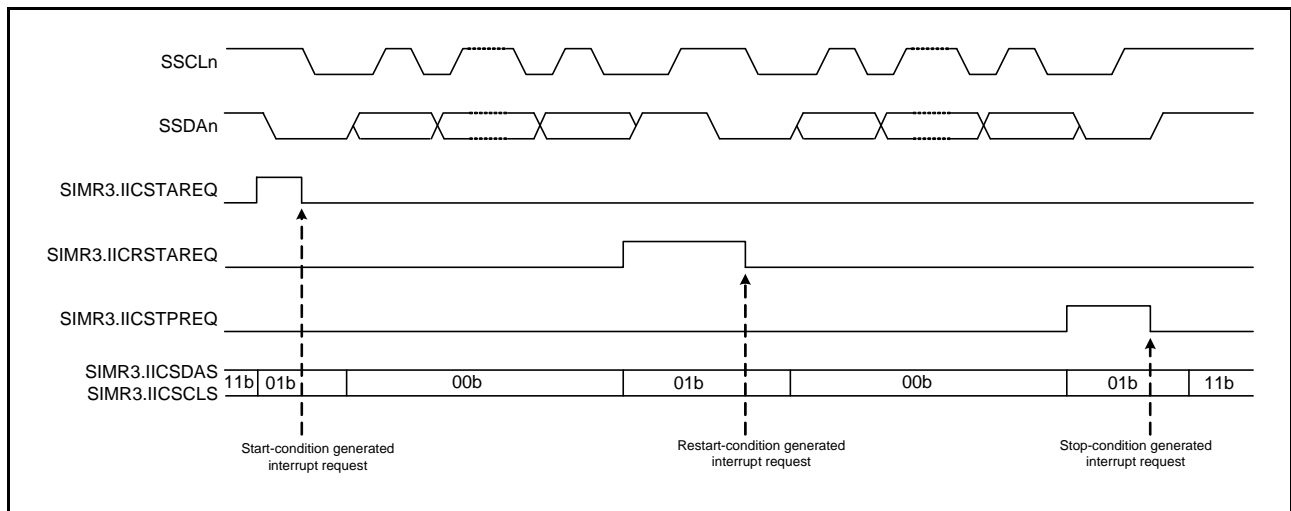 SSCLn
SSDAn
SIMR3.IICSTAREQ
SIMR3.IICRSTAREQ
SIMR3.IICSTPREQ
SIMR3.IICSDAS
SIMR3.IICSCLS
11b 01b 00b 01b 00b 01b 11b
Start-condition generated
interrupt request
Restart-condition generated
interrupt request
Stop-condition generated
interrupt request